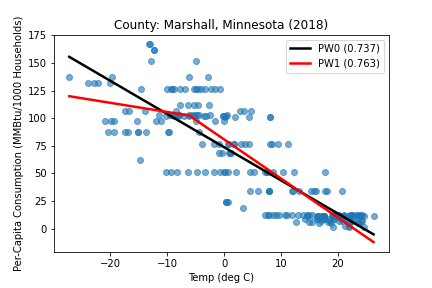 County: Marshall, Minnesota (2018)
PW0 (0.737)
PW1 (0.763)
Per-Capita Consumption (MMBtu/1000 Households)
175
150
125
100
75
50
25
0
−20 −10 0 10 20
Temp (deg C)